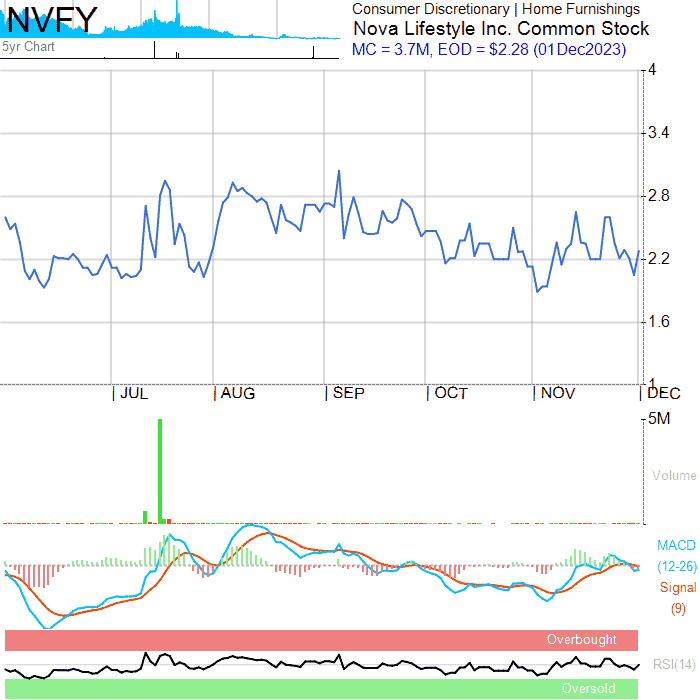 NVFY
5yr Chart
Consumer Discretionary | Home Furnishings
Nova Lifestyle Inc. Common Stock
MC = 3.7M, EOD = $2.28 (01Dec2023)
4
3.4
2.8
2.2
1.6
1
JUL AUG SEP OCT NOV DEC
5M
Volume
MACD
(12-26)
Signal
(9)
Overbought
RSI(14)
Oversold